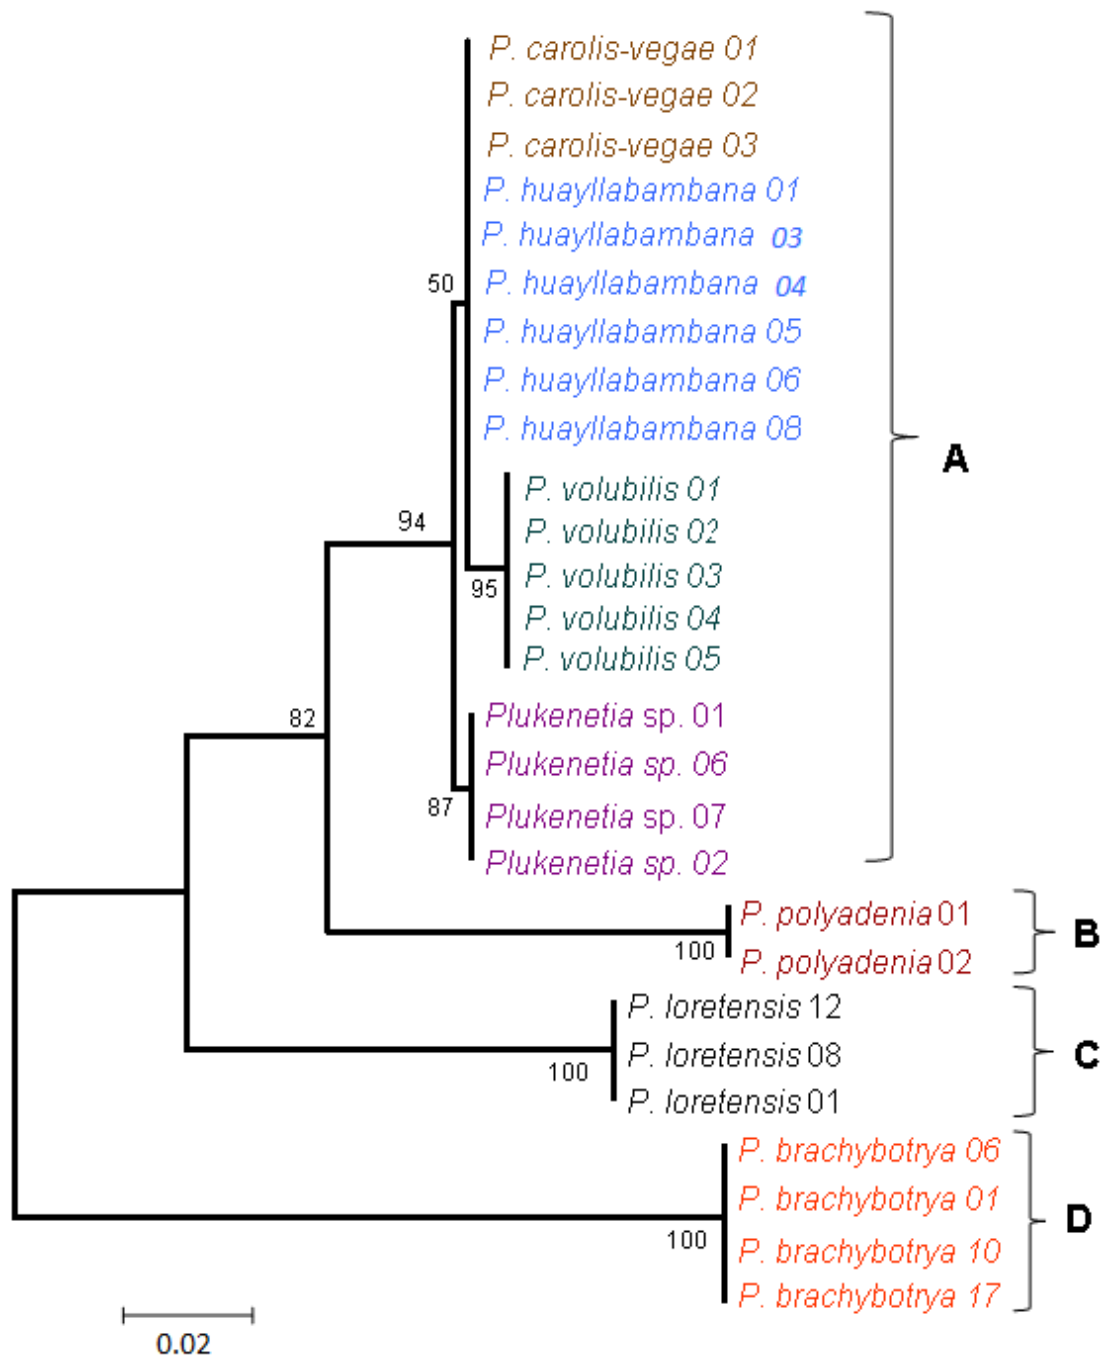 P. carolis-vegae 01
P. carolis-vegae 02
P. carolis-vegae 03
P. huayllabambana 01
P. huayllabambana 03
50
P. huayllabambana 04
P. huayllabambana 05
P. huayllabambana 06
P. huayllabambana 08
A
P. volubilis 01
94
P. volubilis 02
95
P. volubilis 03
P. volubilis 04
P. volubilis 05
82
Plukenetia sp. 01
Plukenetia sp. 06
87
Plukenetia sp. 07
Plukenetia sp. 02
P. polyadenia 01
B
100
P. polyadenia 02
P. loretensis 12
P. loretensis 08
C
100
P. loretensis 01
P. brachybotrya 06
P. brachybotrya 01
D
100
P. brachybotrya 10
P. brachybotrya 17
0.02